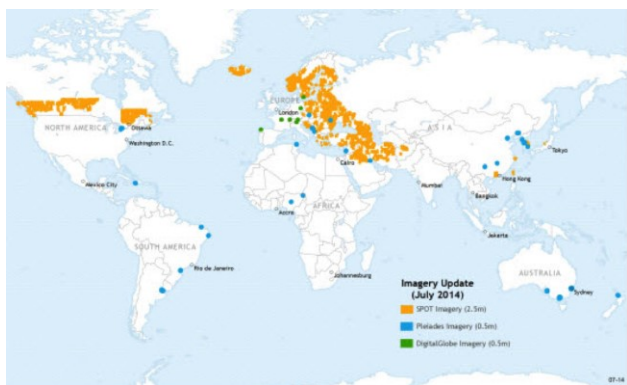 EUROPE
London
NORTH AMERICA
Ottawa
Washington D.C.
ASIA
Tokyo
Cairo
Mexico City
Mumbai
Hong Kong
Bangkok
AFRICA
Accra
Jakarta
SOUTH AMERICA
Rio de Janeiro
Johannesburg
AUSTRALIA
Sydney
Imagery Update
(July 2014)
SPOT Imagery (2.5m)
Pleiades Imagery (0.5m)
DigitalGlobe Imagery (0.5m)
07-14